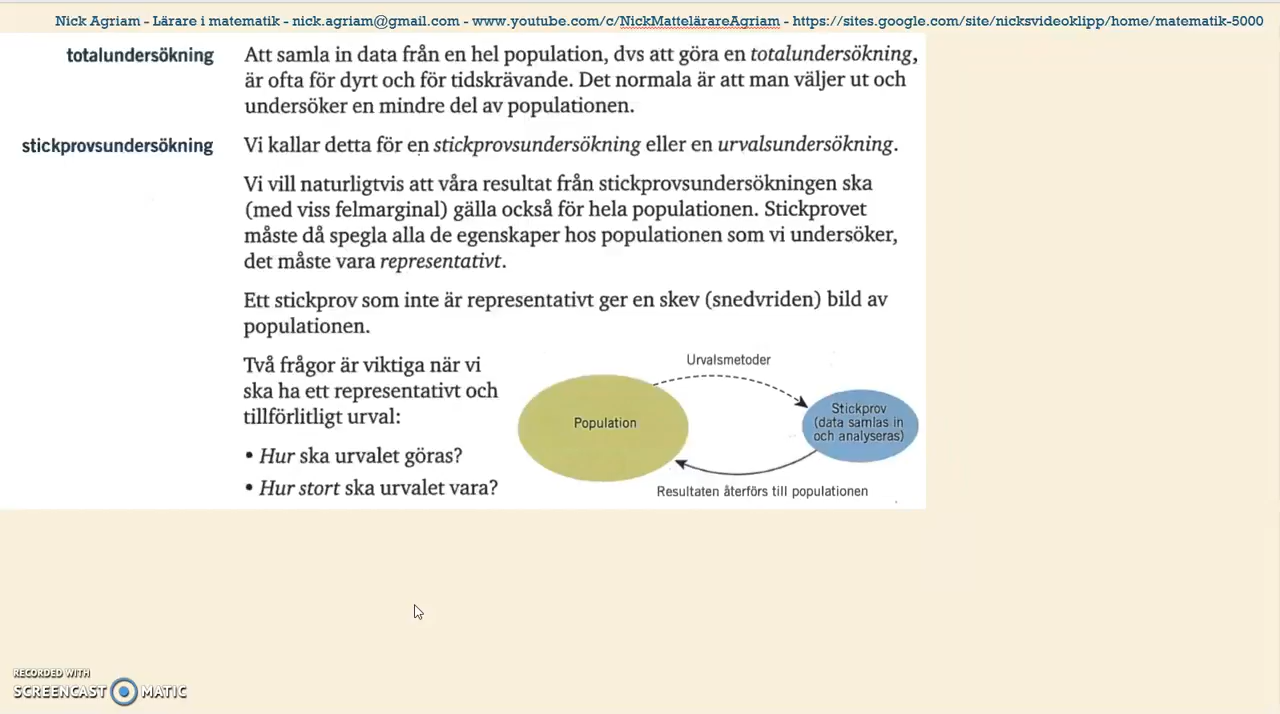 Nick Agriam - Lärare i matematik - nick.agriam@gmail.com - www.youtube.com/c/NickMattelärareAgriam - https://sites.google.com/site/nicksvideoklipp/home/matematik-5000
totalundersökning
Att samla in data från en hel population, dvs att göra en totalundersökning,
är ofta för dyrt och för tidskrävande. Det normala är att man väljer ut och
undersöker en mindre del av populationen.
stickprovsundersökning
Vi kallar detta för en stickprovsundersökning eller en urvalsundersökning.
Vi vill naturligtvis att våra resultat från stickprovsundersökningen ska
(med viss felmarginal) gälla också för hela populationen. Stickprovet
måste då spegla alla de egenskaper hos populationen som vi undersöker,
det måste vara representativt.
Ett stickprov som inte är representativt ger en skev (snedvriden) bild av
populationen.
Två frågor är viktiga när vi
ska ha ett representativt och
tillförlitligt urval:
• Hur ska urvalet göras?
• Hur stort ska urvalet vara?
Urvalsmetoder
Population
Stickprov
(data samlas in
och analyseras)
Resultaten återförs till populationen
RECORDED WITH
SCREENCAST MATIC